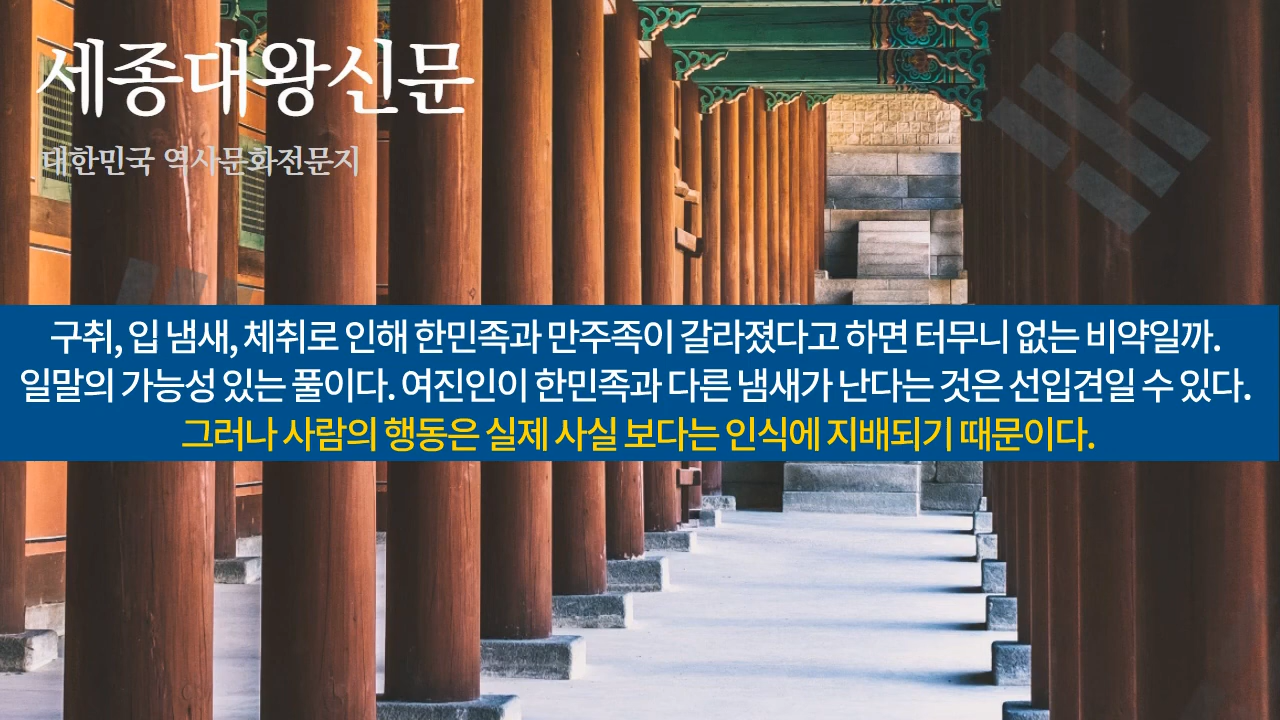 세종대왕신문
대한민국 역사문화전문지
구취, 입 냄새, 체취로 인해 한민족과 만주족이 갈라졌다고 하면 터무니 없는 비약일까.
일말의 가능성 있는 풀이다. 여진인이 한민족과 다른 냄새가 난다는 것은 선입견일 수 있다.
그러나 사람의 행동은 실제 사실 보다는 인식에 지배되기 때문이다.